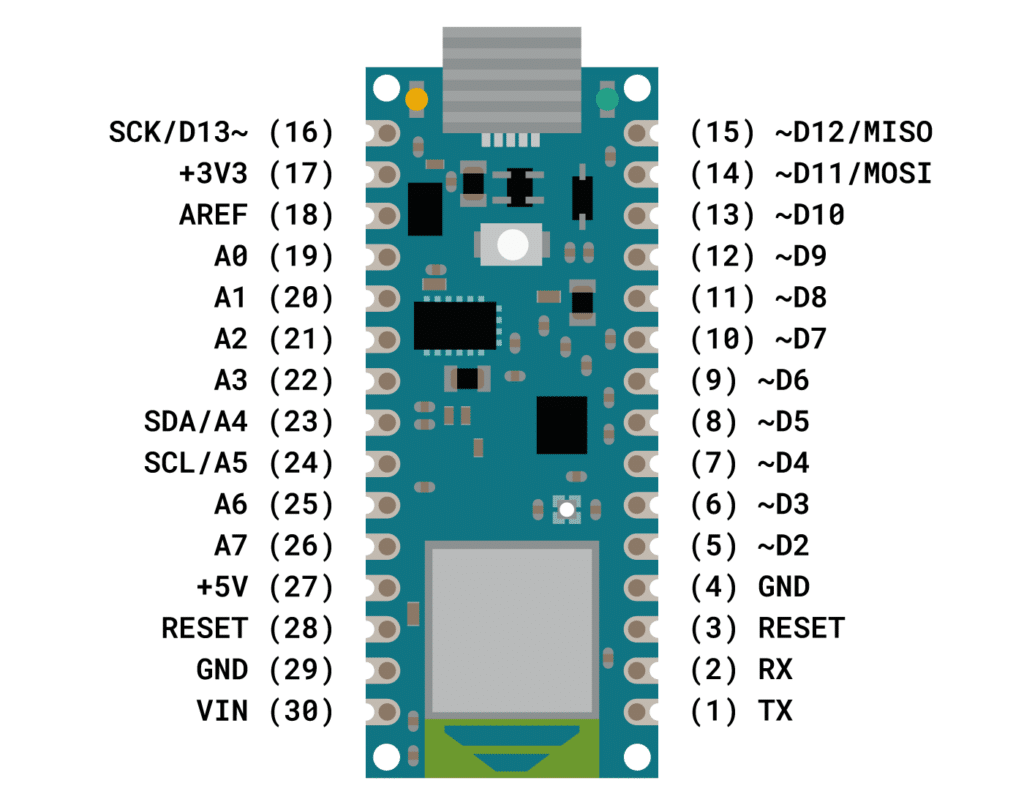 SCK/D13~ (16)
+3V3 (17)
AREF (18)
A0 (19)
A1 (20)
A2 (21)
A3 (22)
SDA/A4 (23)
SCL/A5 (24)
A6 (25)
A7 (26)
+5V (27)
RESET (28)
GND (29)
VIN (30)
(15) ~D12/MISO
(14) ~D11/MOSI
(13) ~D10
(12) ~D9
(11) ~D8
(10) ~D7
(9) ~D6
(8) ~D5
(7) ~D4
(6) ~D3
(5) ~D2
(4) GND
(3) RESET
(2) RX
(1) TX